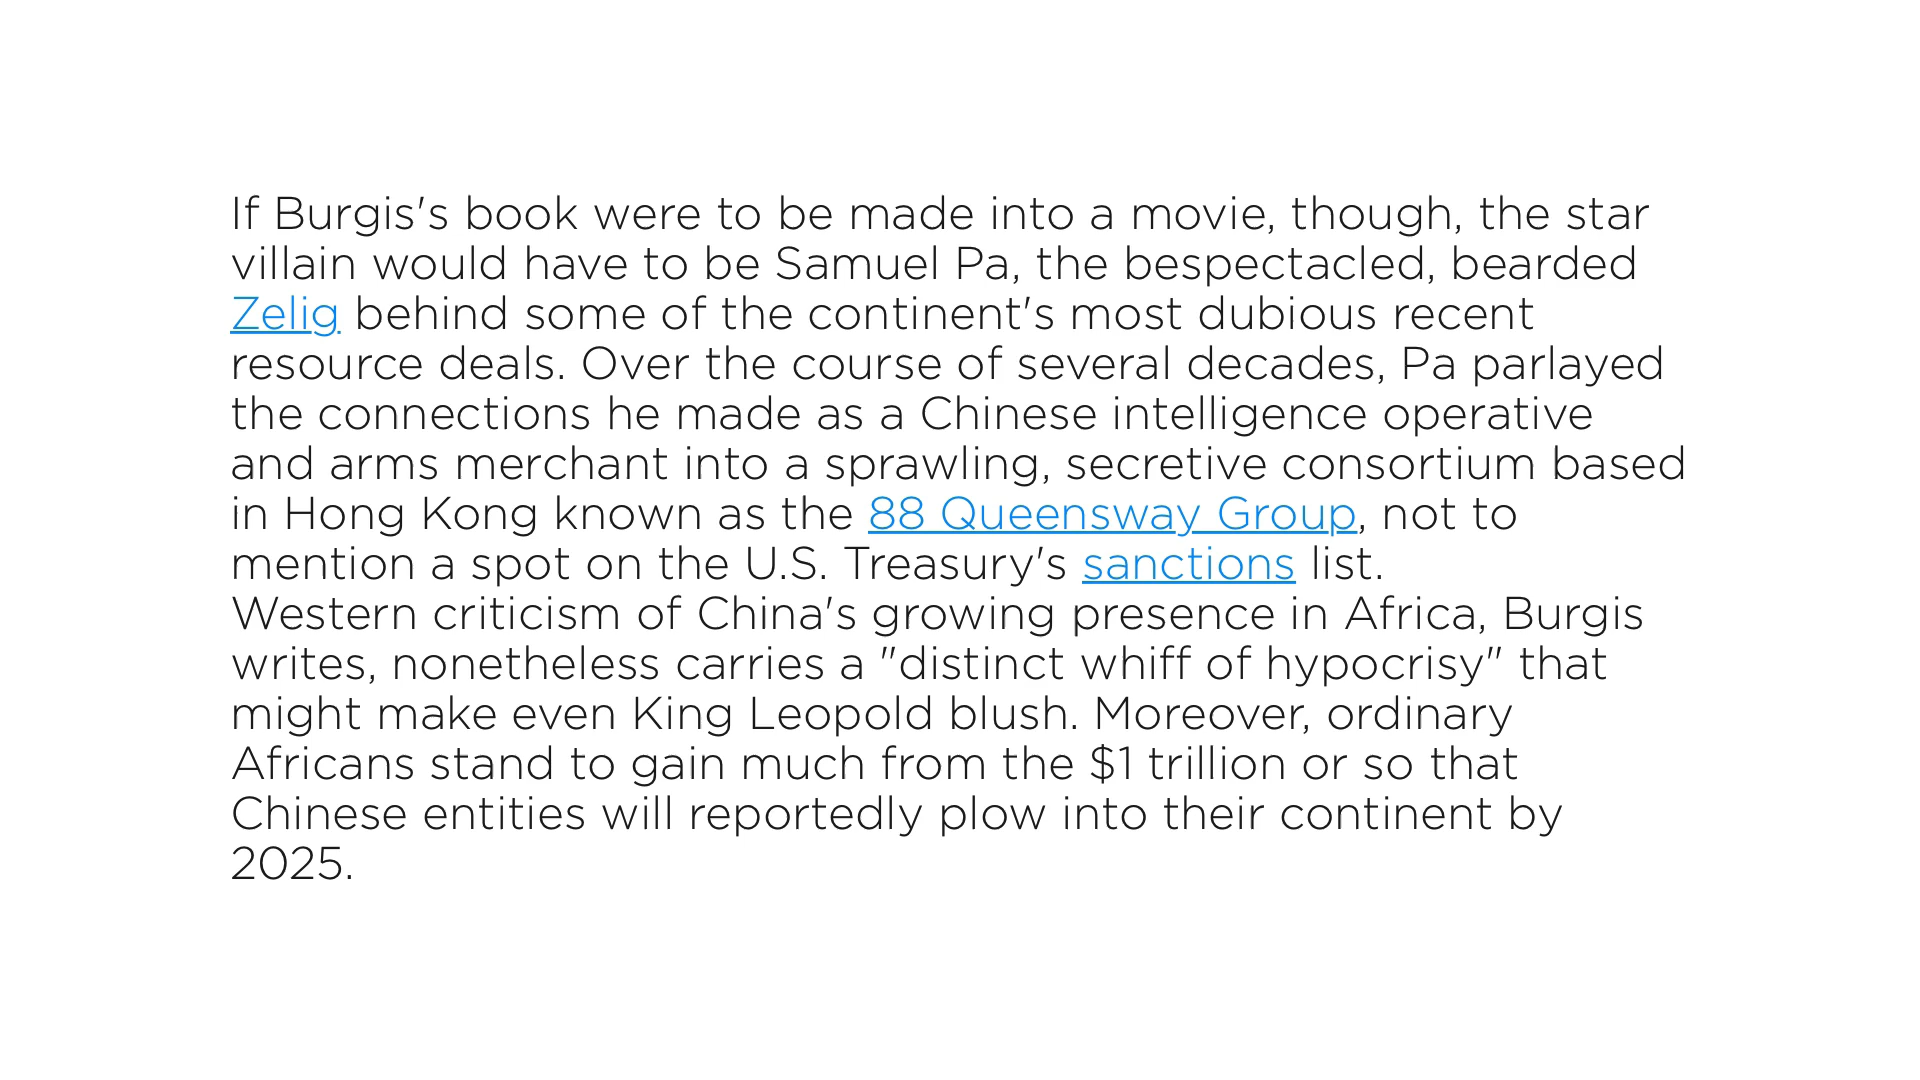 If Burgis's book were to be made into a movie, though, the star
villain would have to be Samuel Pa, the bespectacled, bearded
Zelig behind some of the continent's most dubious recent
resource deals. Over the course of several decades, Pa parlayed
the connections he made as a Chinese intelligence operative
and arms merchant into a sprawling, secretive consortium based
in Hong Kong known as the 88 Queensway Group, not to
mention a spot on the U.S. Treasury's sanctions list.
Western criticism of China's growing presence in Africa, Burgis
writes, nonetheless carries a "distinct whiff of hypocrisy" that
might make even King Leopold blush. Moreover, ordinary
Africans stand to gain much from the $1 trillion or so that
Chinese entities will reportedly plow into their continent by
2025.